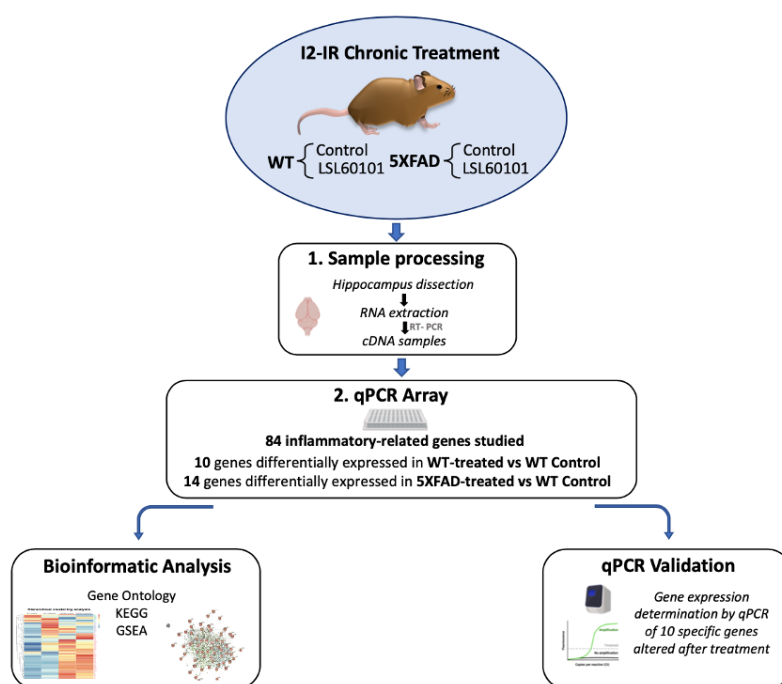 I2-IR Chronic Treatment
WT { Control 5XFAD { Control
LSL60101 LSL60101
1. Sample processing
Hippocampus dissection
RNA extraction
RT- PCR
cDNA samples
2. qPCR Array
84 inflammatory-related genes studied
10 genes differentially expressed in WT-treated vs WT Control
14 genes differentially expressed in 5XFAD-treated vs WT Control
Bioinformatic Analysis
Gene Ontology
KEGG
GSEA
qPCR Validation
Gene expression
determination by qPCR
of 10 specific genes
altered after treatment
Amplification